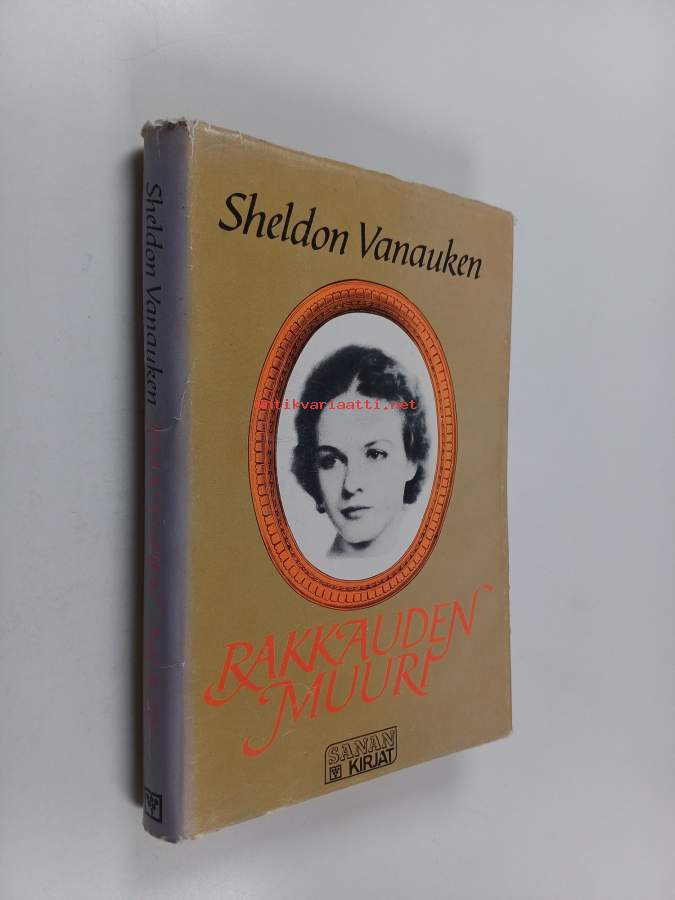 Sheldon Vanauken
Sheldon Vanauken
antikvariaatti.net
RAKKAUDEN
MUURI
SANAN
KIRJAT